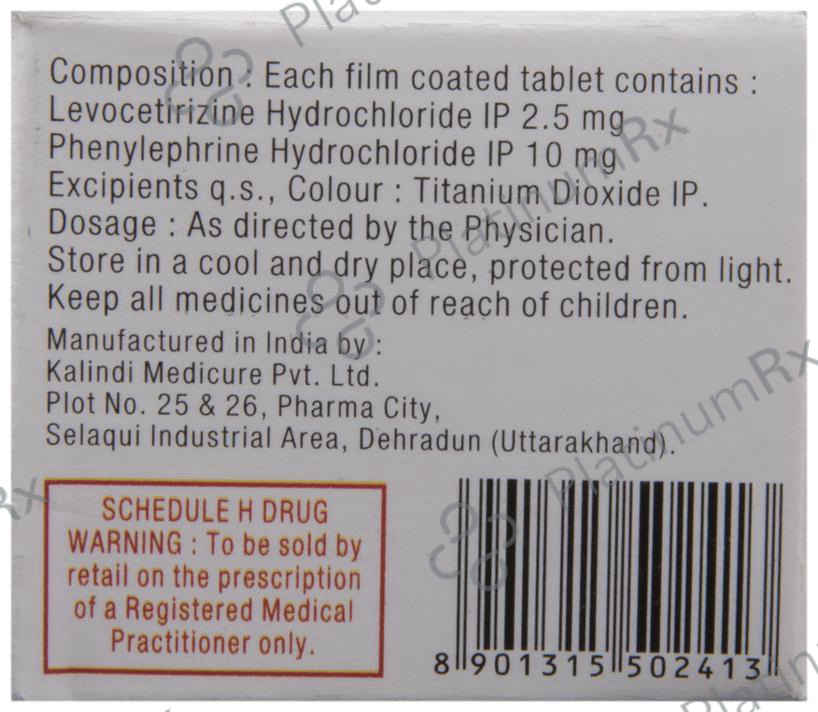 Composition : Each film coated tablet contains :
Levocetirizine Hydrochloride IP 2.5 mg
Phenylephrine Hydrochloride IP 10 mg
Excipients q.s., Colour : Titanium Dioxide IP.
Dosage : As directed by the Physician.
Store in a cool and dry place, protected from light.
Keep all medicines out of reach of children.
Manufactured in India by :
Kalindi Medicure Pvt. Ltd.
Plot No. 25 & 26, Pharma City,
Selaqui Industrial Area, Dehradun (Uttarakhand).
SCHEDULE H DRUG
WARNING : To be sold by
retail on the prescription
of a Registered Medical
Practitioner only.
8 901315 502413
PlatinumRx
PlatinumRx